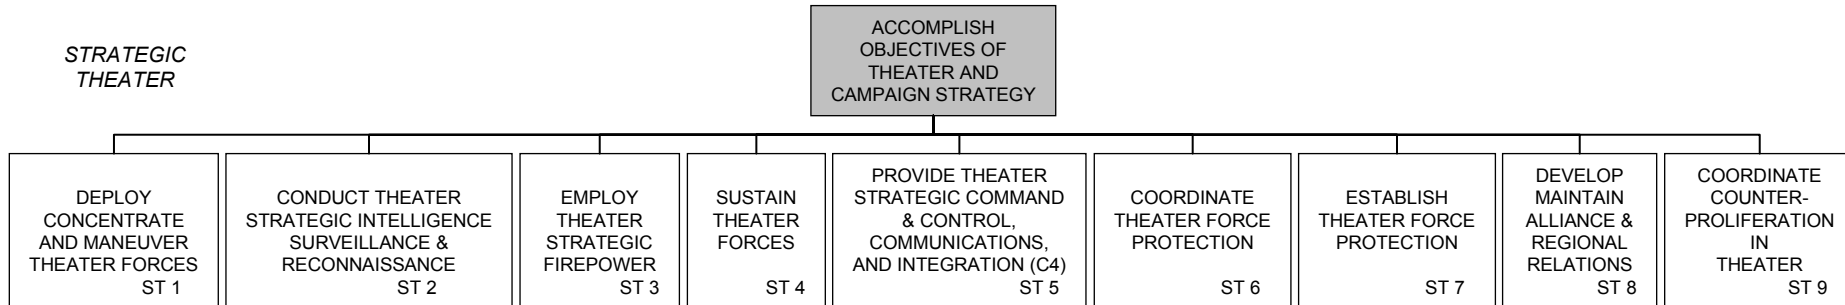 STRATEGIC
THEATER
ACCOMPLISH
OBJECTIVES OF
THEATER AND
CAMPAIGN STRATEGY
DEPLOY
CONCENTRATE
AND MANEUVER
THEATER FORCES
ST 1
CONDUCT THEATER
STRATEGIC INTELLIGENCE
SURVEILLANCE &
RECONNAISSANCE
ST 2
EMPLOY
THEATER
STRATEGIC
FIREPOWER
ST 3
SUSTAIN
THEATER
FORCES
ST 4
PROVIDE THEATER
STRATEGIC COMMAND
& CONTROL,
COMMUNICATIONS,
AND INTEGRATION (C4)
ST 5
COORDINATE
THEATER FORCE
PROTECTION
ST 6
ESTABLISH
THEATER FORCE
PROTECTION
ST 7
DEVELOP
MAINTAIN
ALLIANCE &
REGIONAL
RELATIONS
ST 8
COORDINATE
COUNTER-
PROLIFERATION
IN
THEATER
ST 9